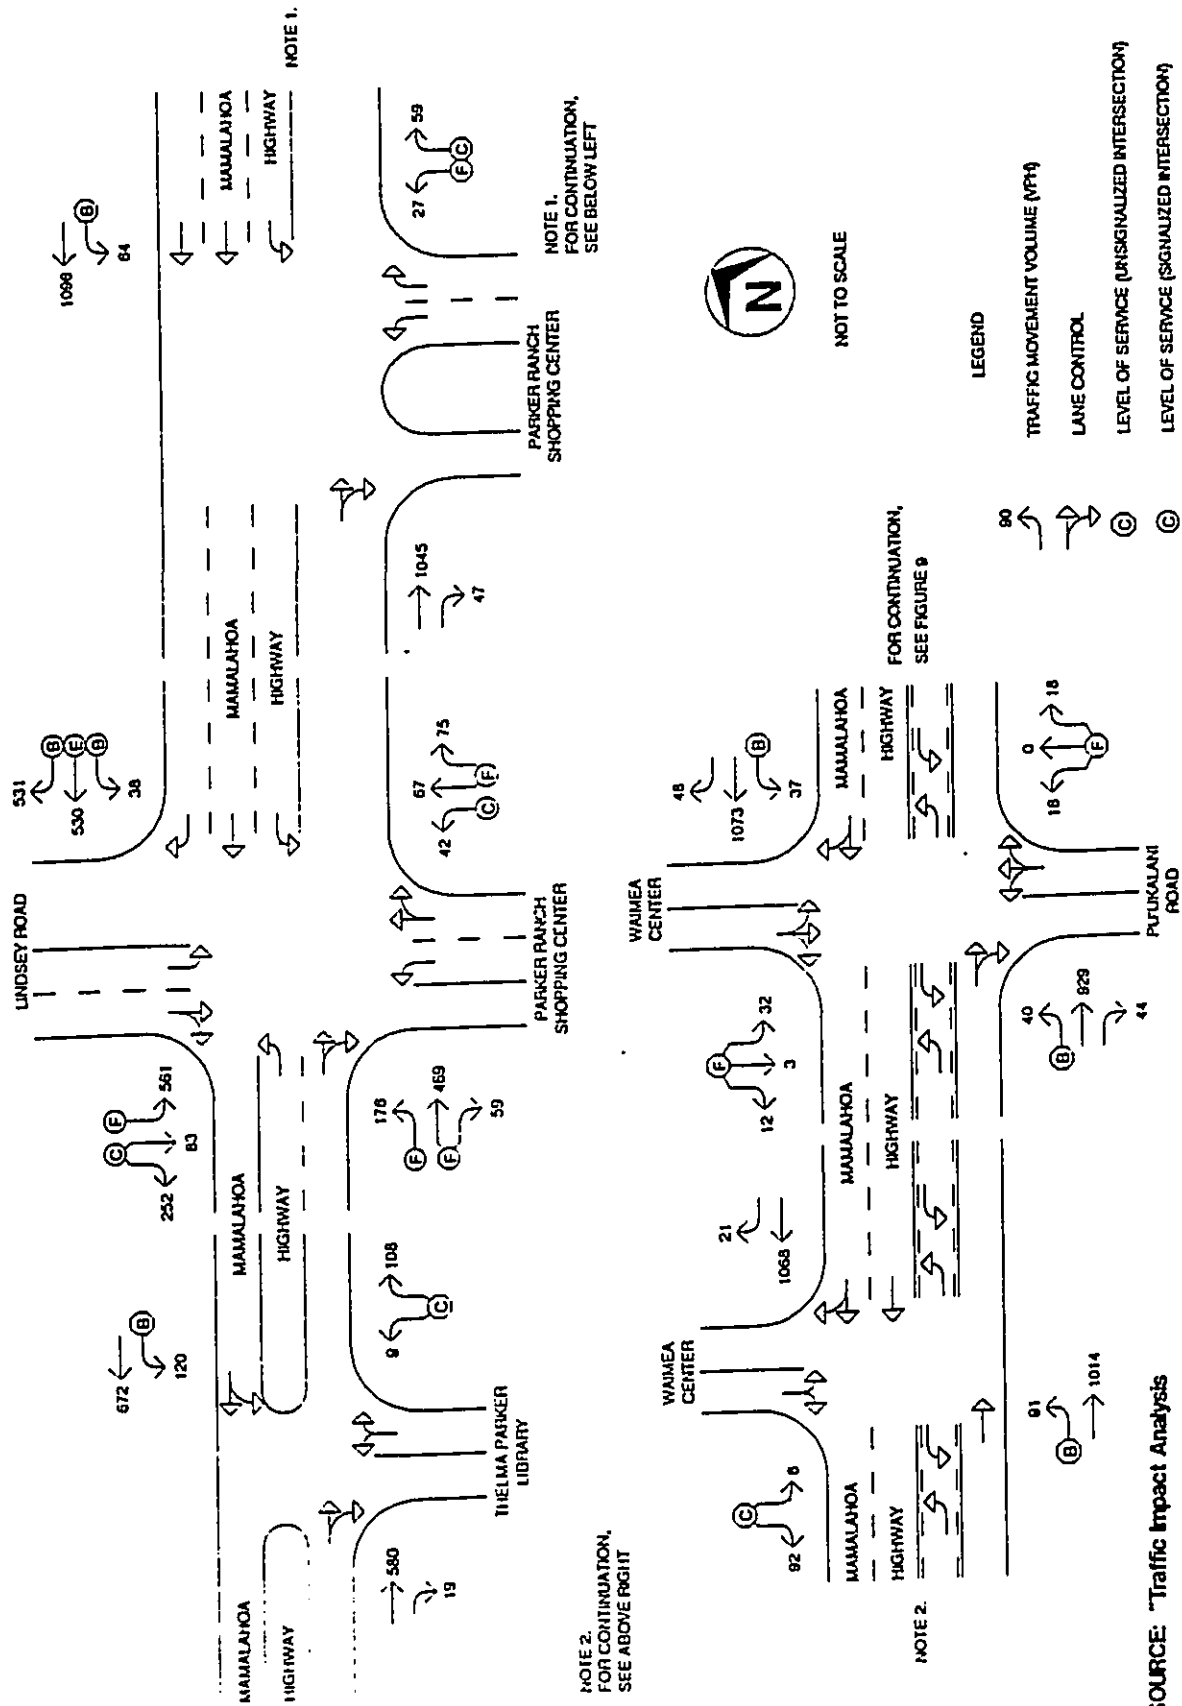 LINDSEY ROAD
531
530
38
1098
64
672
120
252
83
561
MAMALAHOA
HIGHWAY
MAMALAHOA
HIGHWAY
MAMALAHOA
HIGHWAY
MAMALAHOA
HIGHWAY
NOTE 1.
B
B
C
F
B
E
B
580
19
9
108
C
176
469
59
F
F
42
67
75
C
F
1045
47
27
59
F
C
THELMA PARKER
LIBRARY
PARKER RANCH
SHOPPING CENTER
PARKER RANCH
SHOPPING CENTER
NOTE 1.
FOR CONTINUATION,
SEE BELOW LEFT
NOTE 2.
FOR CONTINUATION,
SEE ABOVE RIGHT
N
NOT TO SCALE
WAIMEA
CENTER
WAIMEA
CENTER
92
6
C
21
1068
12
3
32
F
48
1073
37
B
MAMALAHOA
HIGHWAY
MAMALAHOA
HIGHWAY
MAMALAHOA
HIGHWAY
NOTE 2.
FOR CONTINUATION,
SEE FIGURE 9
91
1014
B
40
929
44
B
18
0
18
F
PU'UKALANI
ROAD
LEGEND
90
TRAFFIC MOVEMENT VOLUME (VPH)
LANE CONTROL
C
LEVEL OF SERVICE (UNSIGNALIZED INTERSECTION)
C
LEVEL OF SERVICE (SIGNALIZED INTERSECTION)
SOURCE: "Traffic Impact Analysis